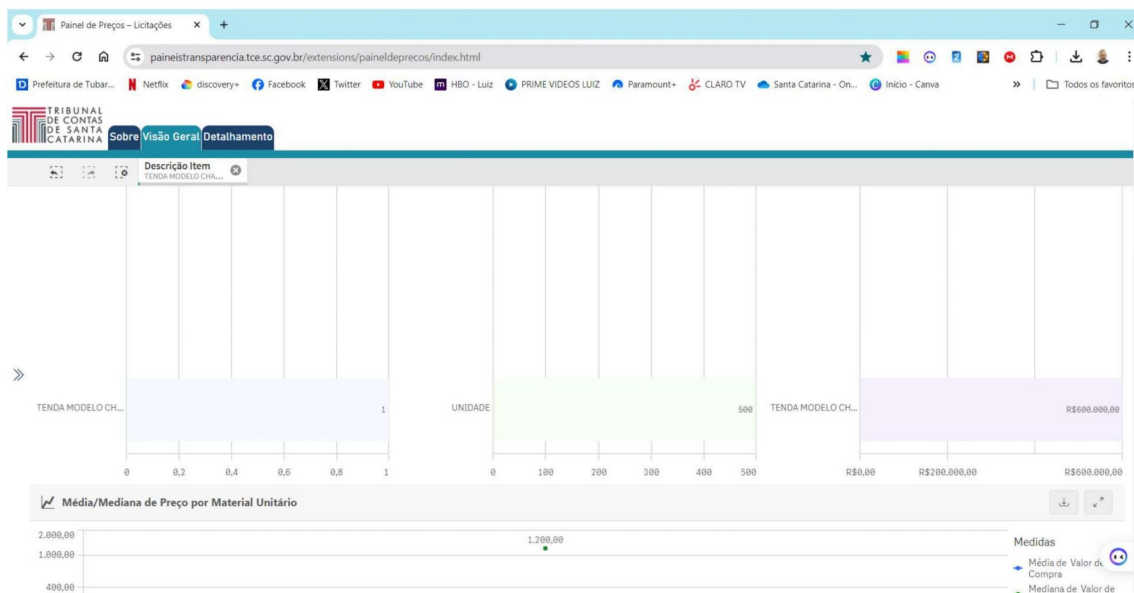 Painel de Preços – Licitações
paineistransparencia.tce.sc.gov.br/extensions/paineldeprecos/index.html
Prefeitura de Tubar... Netflix discovery+ Facebook Twitter YouTube HBO - Luiz PRIME VIDEOS LUIZ Paramount+ CLARO TV Santa Catarina - On... Início - Canva » Todos os favoritos
TRIBUNAL
DE CONTAS
DE SANTA
CATARINA
Sobre Visão Geral Detalhamento
Descrição Item
TENDA MODELO CHA...
TENDA MODELO CH... 1
0 0,2 0,4 0,6 0,8 1
UNIDADE 500
0 100 200 300 400 500
TENDA MODELO CH... R$600.000,00
R$0,00 R$200.000,00 R$600.000,00
Média/Mediana de Preço por Material Unitário
2.000,00
1.000,00
400,00
1.200,00
Medidas
Média de Valor de
Compra
Mediana de Valor de